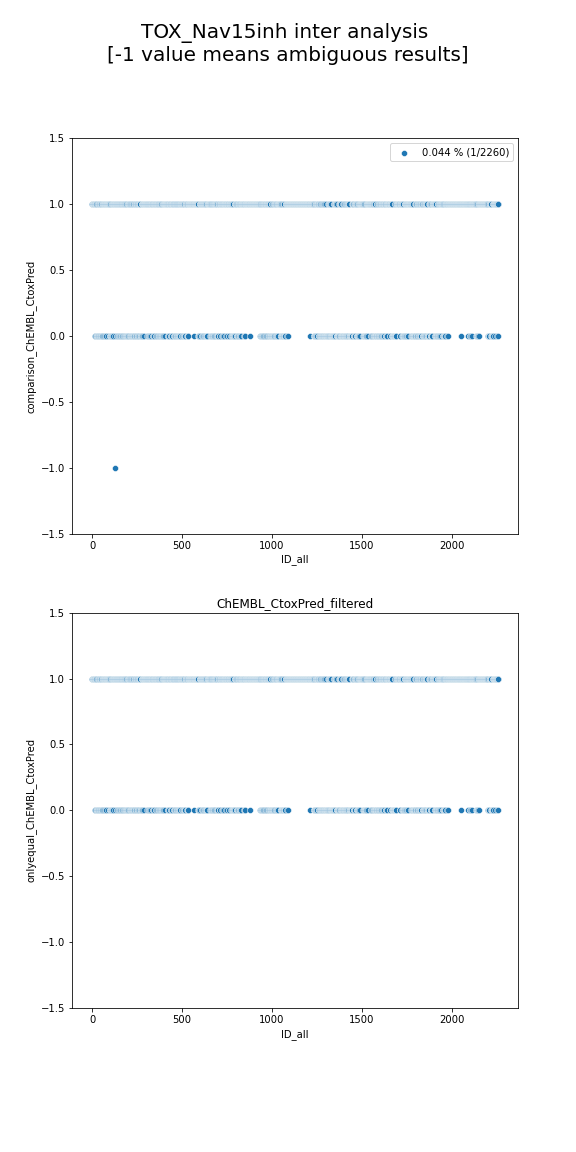 TOX_Nav15inh inter analysis
[-1 value means ambiguous results]
1.5
0.044 % (1/2260)
1.0
0.5
0.0
−0.5
−1.0
−1.5
comparison_ChEMBL_CtoxPred
0 500 1000 1500 2000
ID_all
ChEMBL_CtoxPred_filtered
1.5
1.0
0.5
0.0
−0.5
−1.0
−1.5
onlyequal_ChEMBL_CtoxPred
0 500 1000 1500 2000
ID_all